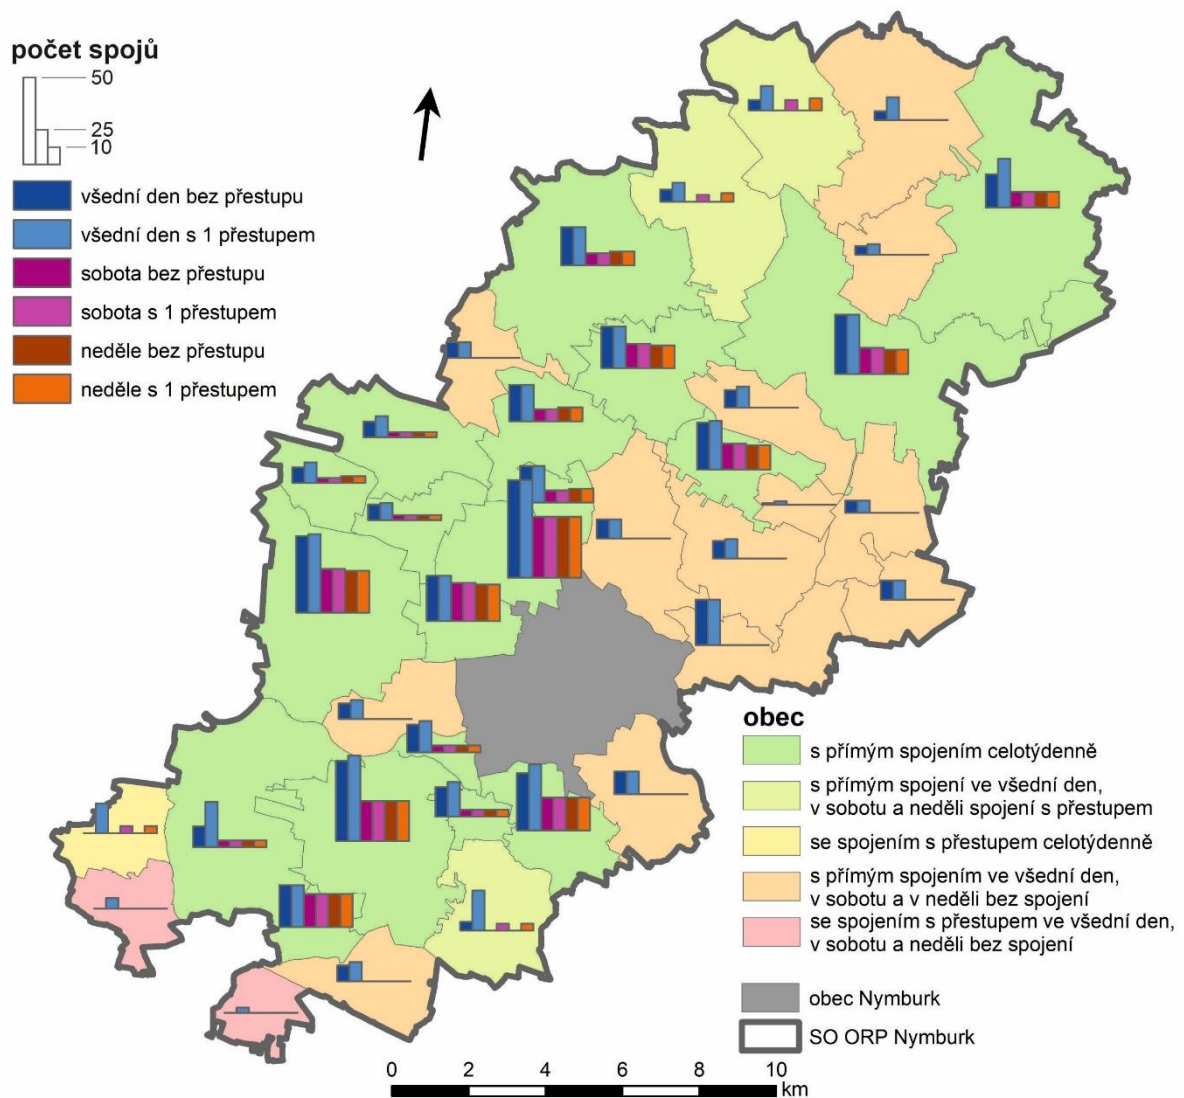 počet spojů
50
25
10
všední den bez přestupu
všední den s 1 přestupem
sobota bez přestupu
sobota s 1 přestupem
neděle bez přestupu
neděle s 1 přestupem
obec
s přímým spojením celotýdenně
s přímým spojení ve všední den,
v sobotu a neděli spojení s přestupem
se spojením s přestupem celotýdenně
s přímým spojením ve všední den,
v sobotu a v neděli bez spojení
se spojením s přestupem ve všední den,
v sobotu a neděli bez spojení
obec Nymburk
SO ORP Nymburk
0 2 4 6 8 10
km